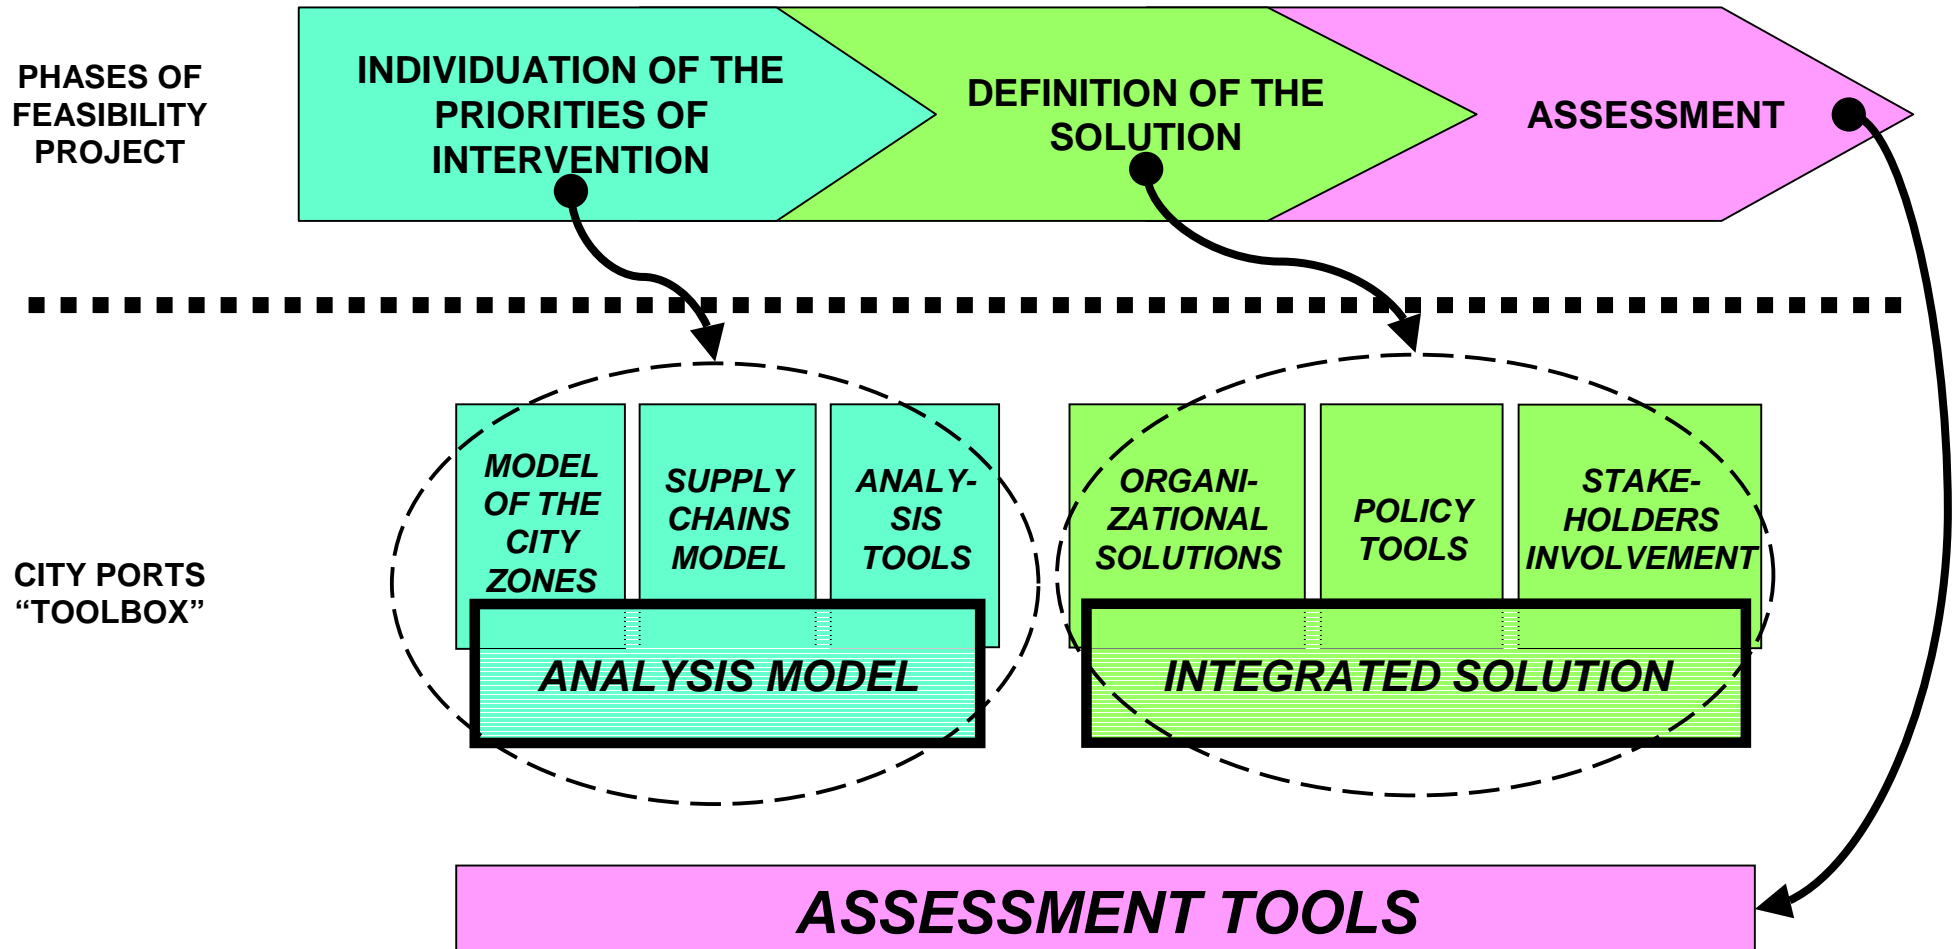 PHASES OF
FEASIBILITY
PROJECT
INDIVIDUATION OF THE
PRIORITIES OF
INTERVENTION
DEFINITION OF THE
SOLUTION
ASSESSMENT
CITY PORTS
“TOOLBOX”
MODEL
OF THE
CITY
ZONES
SUPPLY
CHAINS
MODEL
ANALY-
SIS
TOOLS
ANALYSIS MODEL
ORGANI-
ZATIONAL
SOLUTIONS
POLICY
TOOLS
STAKE-
HOLDERS
INVOLVEMENT
INTEGRATED SOLUTION
ASSESSMENT TOOLS